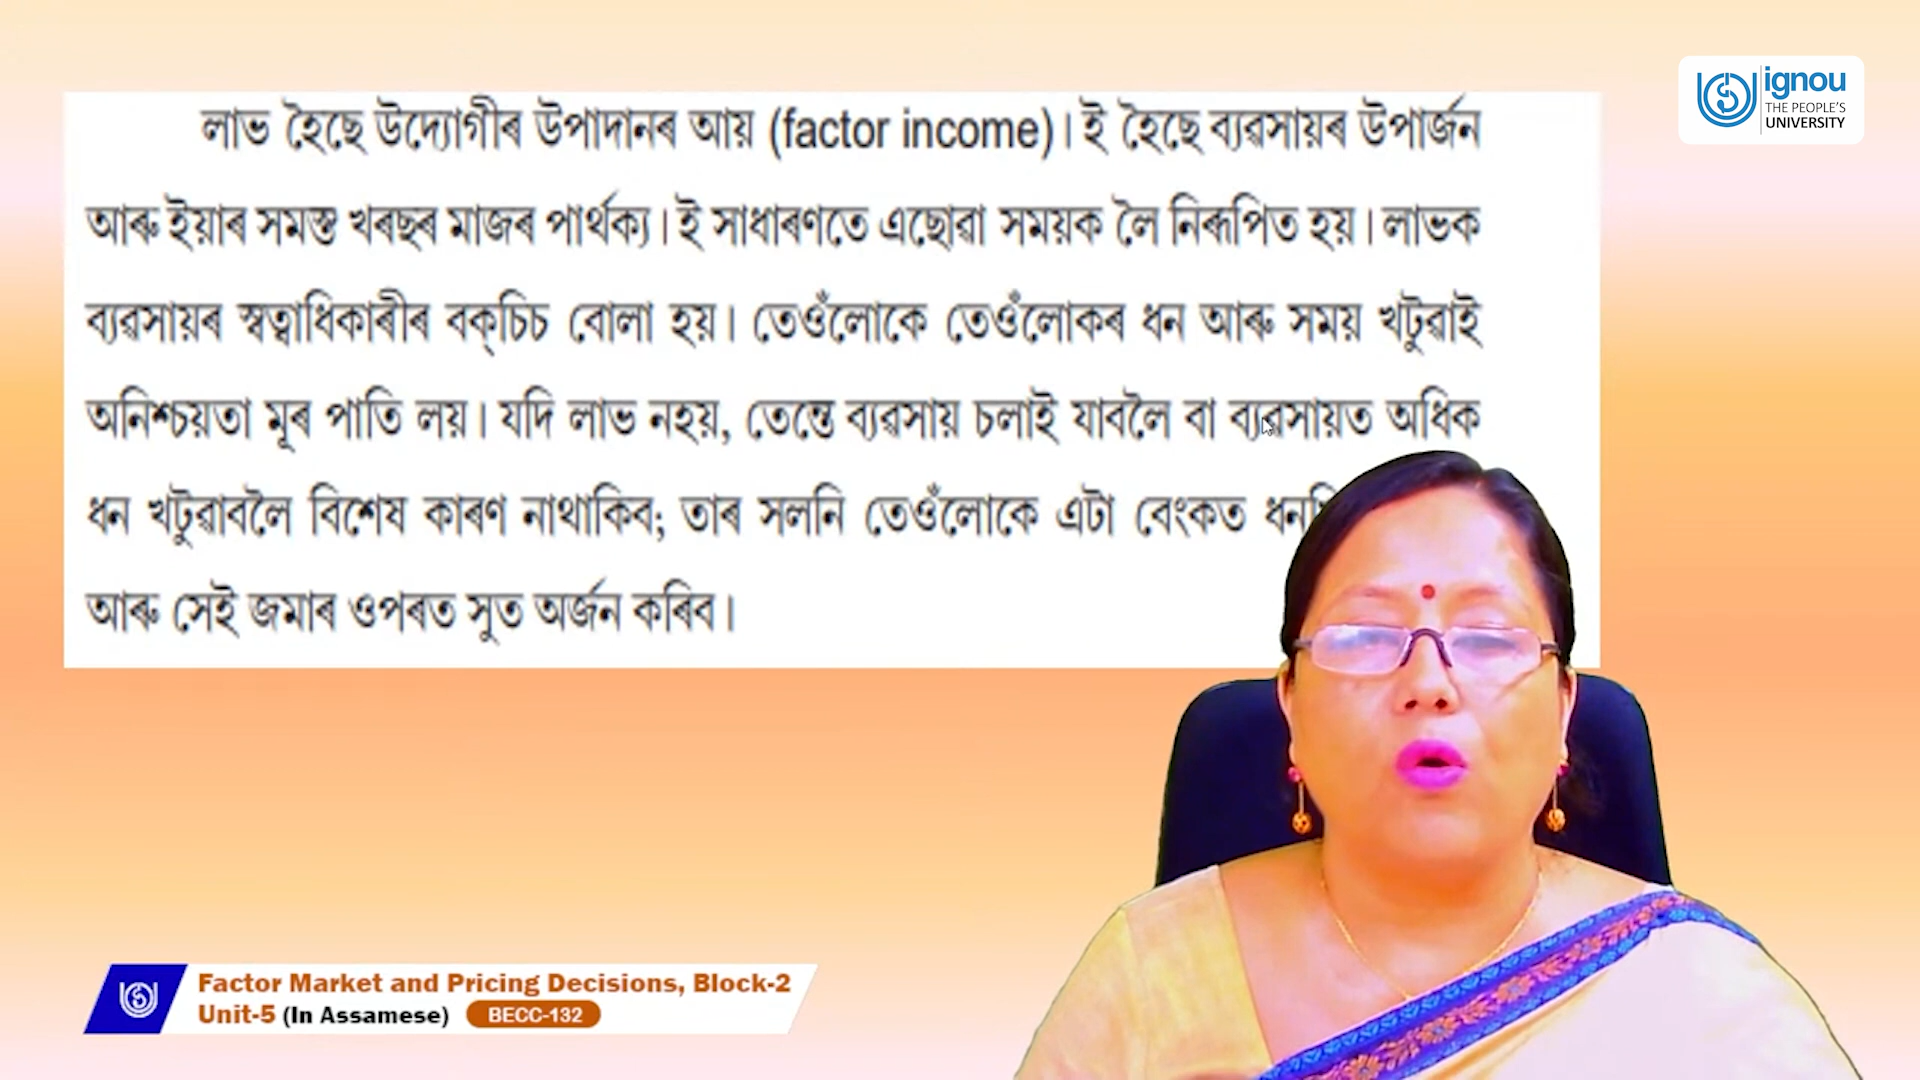 লাভ হৈছে উদ্যোগীৰ উপাদানৰ আয় (factor income)। ই হৈছে ব্যৱসায়ৰ উপাৰ্জন
আৰু ইয়াৰ সমস্ত খৰছৰ মাজৰ পাৰ্থক্য। ই সাধাৰণতে এছোৱা সময়ক লৈ নিৰূপিত হয়। লাভক
ব্যৱসায়ৰ স্বত্বাধিকাৰীৰ বক্‌চিচ বোলা হয়। তেওঁলোকে তেওঁলোকৰ ধন আৰু সময় খটুৱাই
অনিশ্চয়তা মূৰ পাতি লয়। যদি লাভ নহয়, তেন্তে ব্যৱসায় চলাই যাবলৈ বা ব্যৱসায়ত অধিক
ধন খটুৱাবলৈ বিশেষ কাৰণ নাথাকিব; তাৰ সলনি তেওঁলোকে এটা বেংকত
আৰু সেই জমাৰ ওপৰত সুত অৰ্জন কৰিব।
ignou
THE PEOPLE'S
UNIVERSITY
Factor Market and Pricing Decisions, Block-2
Unit-5 (In Assamese) BECC-132